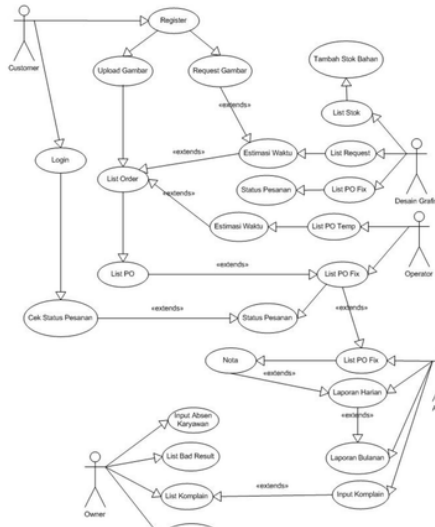 Register
Customer
Upload Gambar
Request Gambar
Tambah Stok Bahan
«extends»
List Stok
Login
«extends»
Estimasi Waktu
List Request
List Order
«extends»
Status Pesanan
List PO Fix
Desain Grafis
Estimasi Waktu
List PO Temp
List PO
«extends»
List PO Fix
Operator
Cek Status Pesanan
«extends»
Status Pesanan
«extends»
Nota
«extends»
List PO Fix
Laporan Harian
«extends»
Input Absen
Karyawan
List Bad Result
Laporan Bulanan
List Komplain
«extends»
Input Komplain
Owner